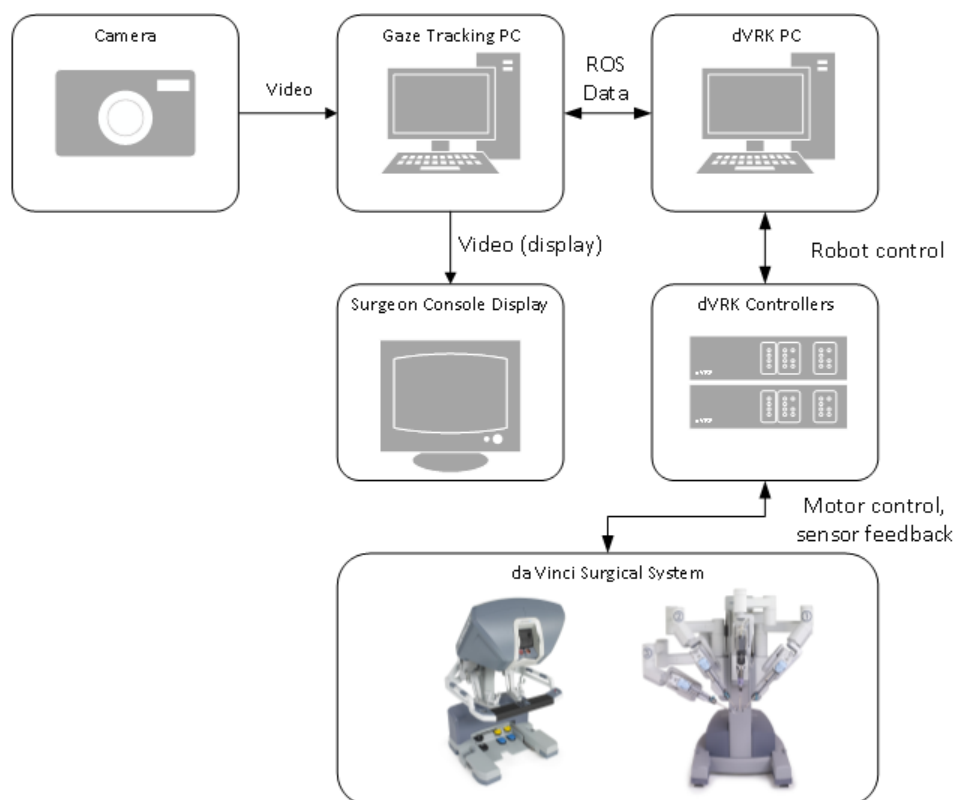 Camera
Gaze Tracking PC
dVRK PC
Video
ROS
Data
Video (display)
Robot control
Surgeon Console Display
dVRK Controllers
Motor control,
sensor feedback
da Vinci Surgical System